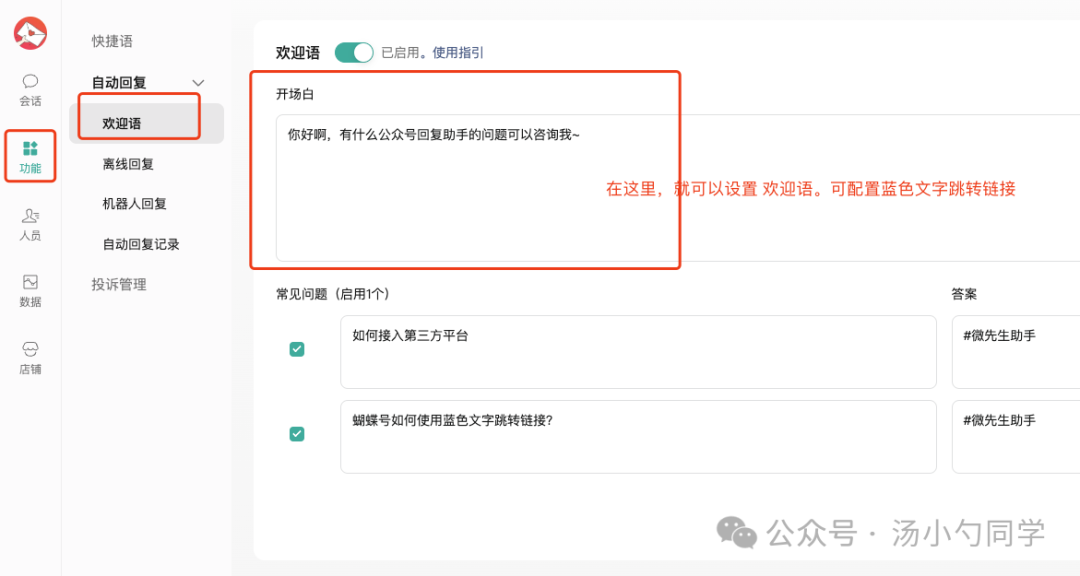 会话
功能
人员
数据
店铺
快捷语
自动回复
欢迎语
离线回复
机器人回复
自动回复记录
投诉管理
欢迎语 已启用。使用指引
开场白
你好啊，有什么公众号回复助手的问题可以咨询我~
在这里，就可以设置 欢迎语。可配置蓝色文字跳转链接
常见问题（启用1个） 答案
如何接入第三方平台 #微先生助手
蝴蝶号如何使用蓝色文字跳转链接? #微先生助手
公众号 · 汤小勺同学